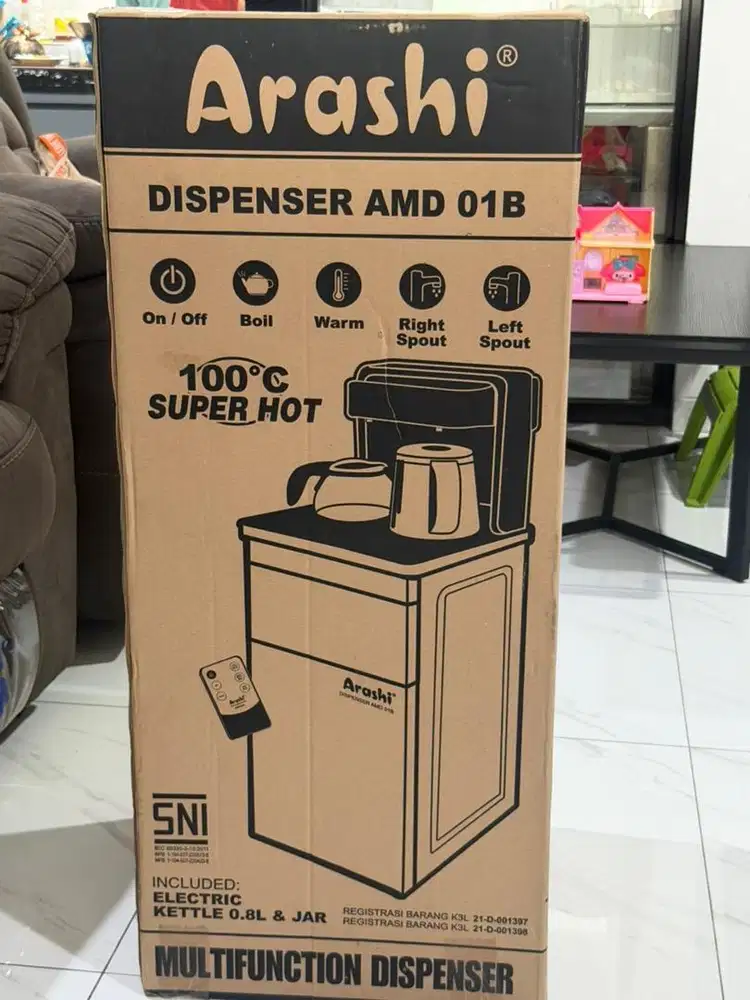 Arashi®
DISPENSER AMD 01B
On / Off
Boil
Warm
Right
Spout
Left
Spout
100°C
SUPER HOT
Arashi
DISPENSER AMD 01B
Arashi
SNI
INCLUDED:
ELECTRIC
KETTLE 0.8L & JAR
REGISTRASI BARANG K3L 21-D-001397
REGISTRASI BARANG K3L 21-D-001398
MULTIFUNCTION DISPENSER